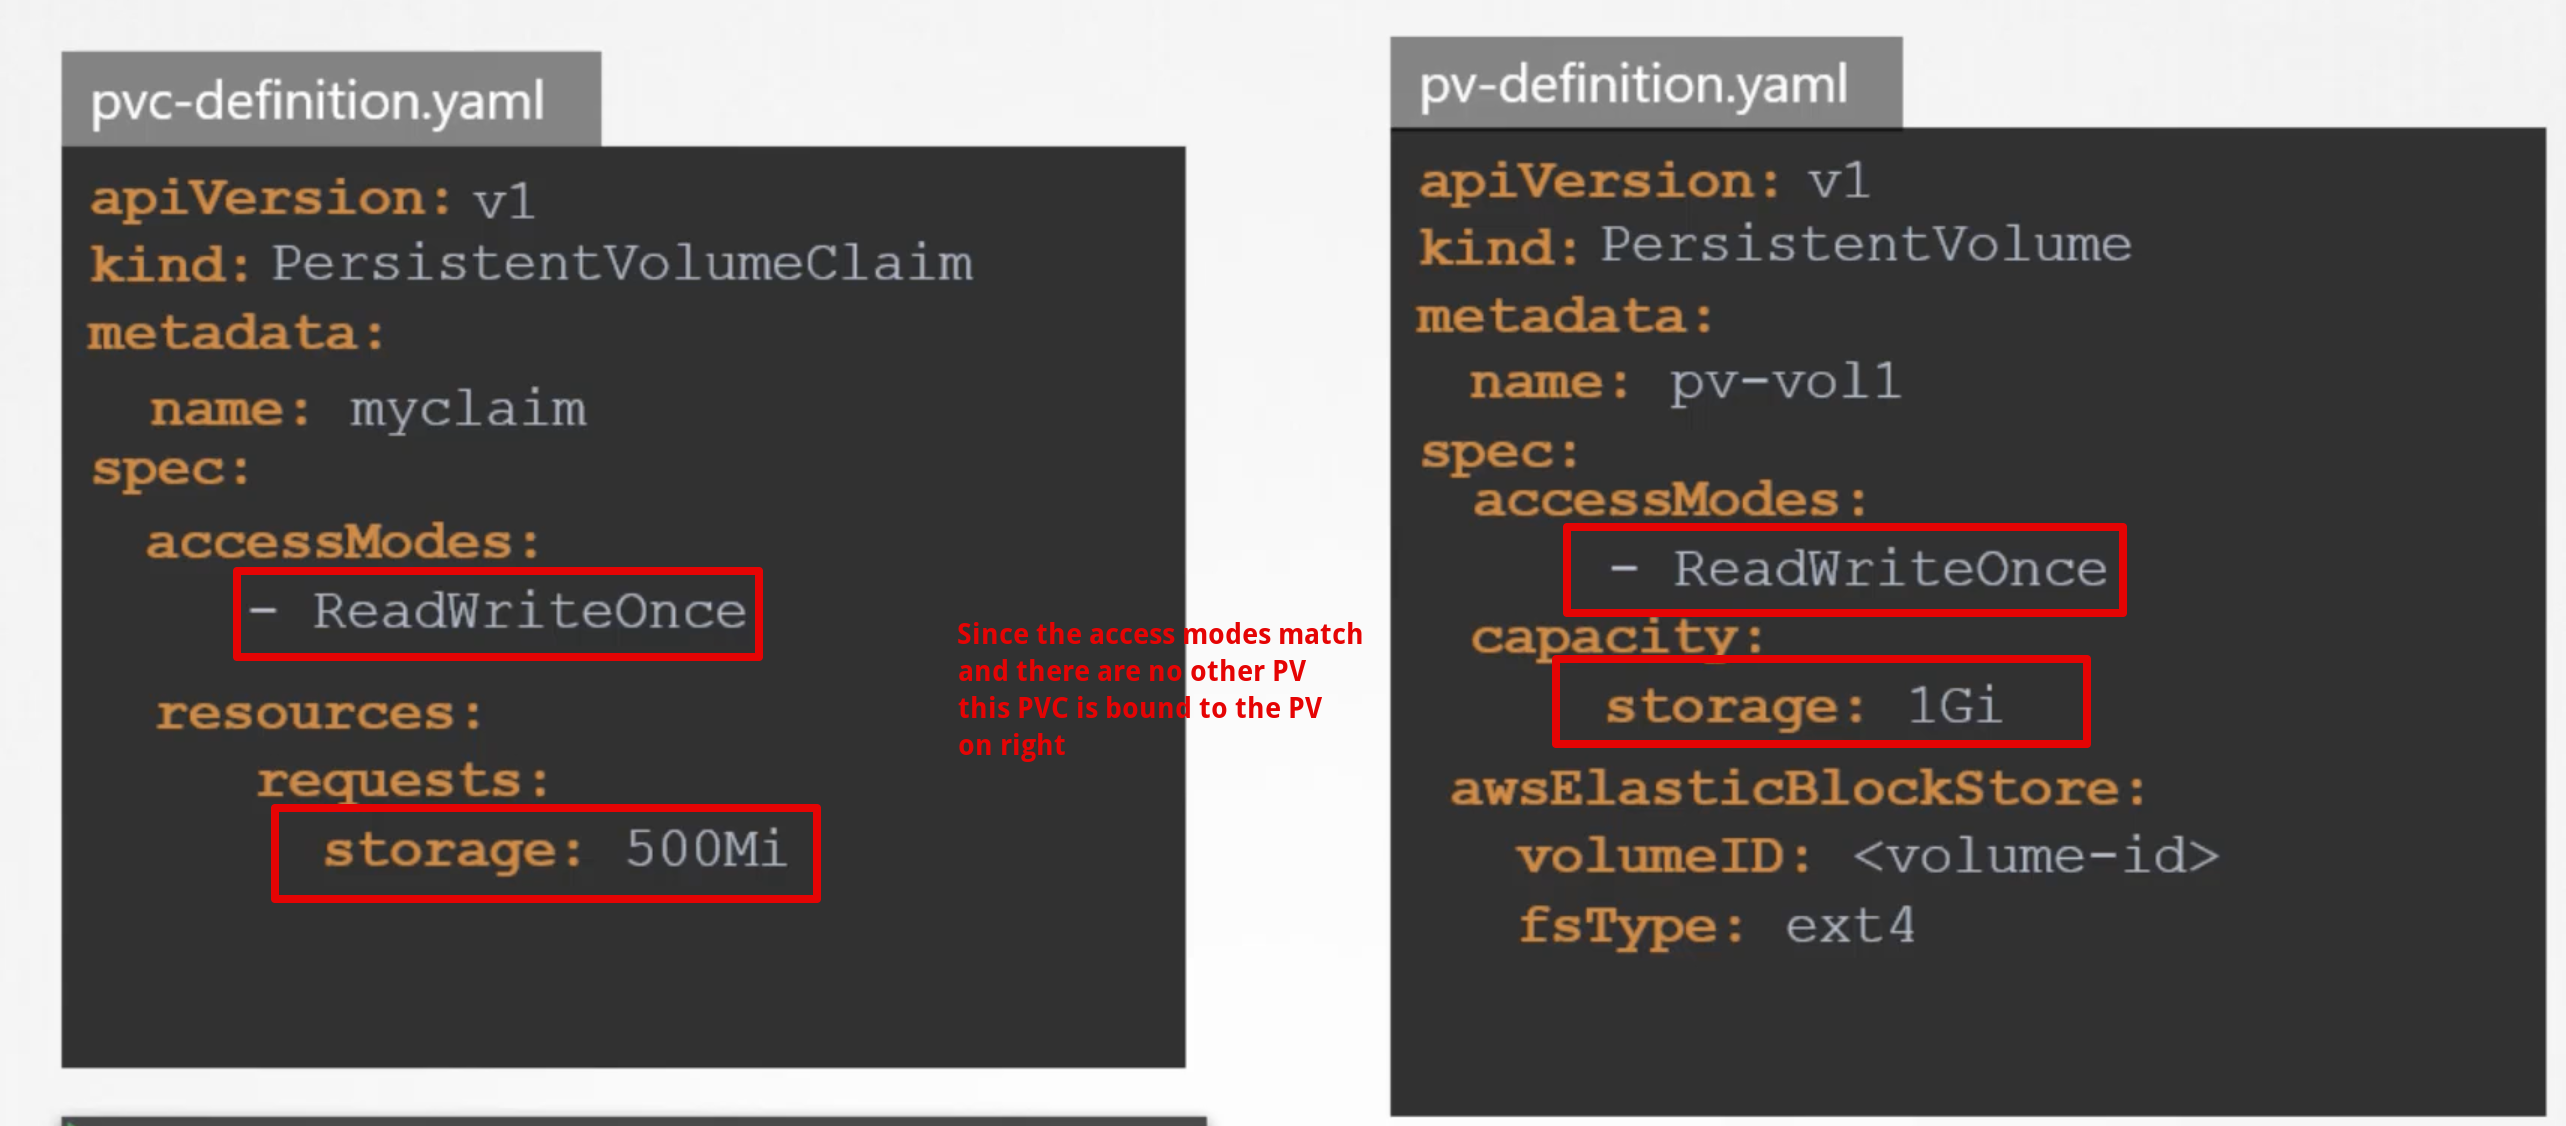 pvc-definition.yaml
apiVersion: v1
kind: PersistentVolumeClaim
metadata:
name: myclaim
spec:
accessModes:
- ReadWriteOnce
resources:
requests:
storage: 500Mi
Since the access modes match
and there are no other PV
this PVC is bound to the PV
on right
pv-definition.yaml
apiVersion: v1
kind: PersistentVolume
metadata:
name: pv-vol1
spec:
accessModes:
- ReadWriteOnce
capacity:
storage: 1Gi
awsElasticBlockStore:
volumeID: <volume-id>
fsType: ext4